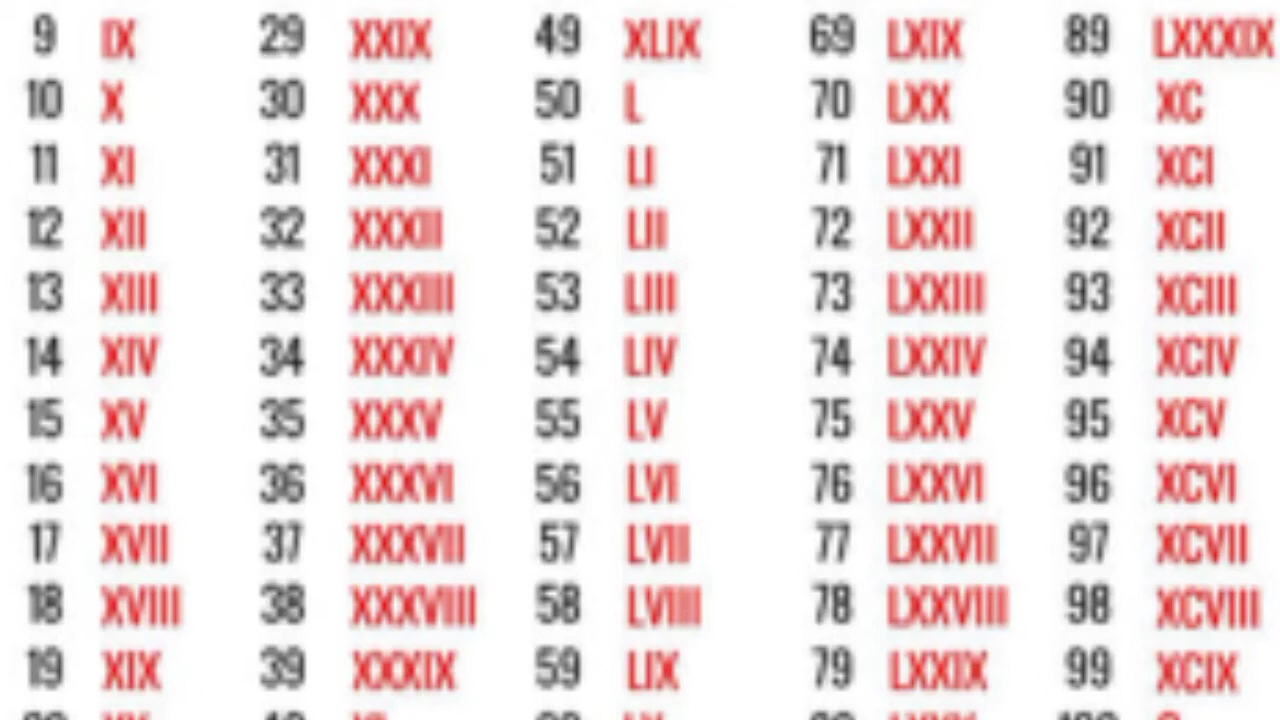 9 IX 29 XXIX 49 XLIX 69 LXIX 89 LXXXIX
10 X 30 XXX 50 L 70 LXX 90 XC
11 XI 31 XXXI 51 LI 71 LXXI 91 XCI
12 XII 32 XXXII 52 LII 72 LXXII 92 XCII
13 XIII 33 XXXIII 53 LIII 73 LXXIII 93 XCIII
14 XIV 34 XXXIV 54 LIV 74 LXXIV 94 XCIV
15 XV 35 XXXV 55 LV 75 LXXV 95 XCV
16 XVI 36 XXXVI 56 LVI 76 LXXVI 96 XCVI
17 XVII 37 XXXVII 57 LVII 77 LXXVII 97 XCVII
18 XVIII 38 XXXVIII 58 LVIII 78 LXXVIII 98 XCVIII
19 XIX 39 XXXIX 59 LIX 79 LXXIX 99 XCIX